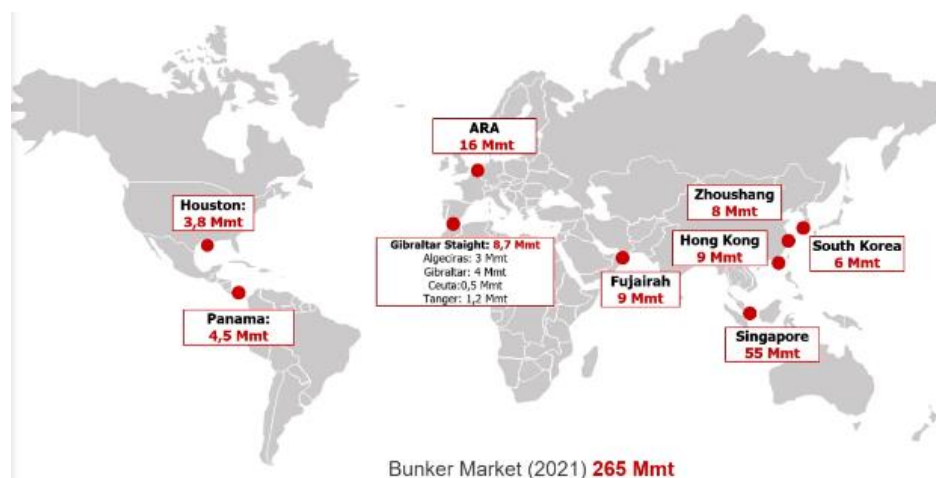 ARA
16 Mmt
Houston:
3,8 Mmt
Zhoushang
8 Mmt
Gibraltar Staight: 8,7 Mmt
Algeciras: 3 Mmt
Gibraltar: 4 Mmt
Ceuta:0,5 Mmt
Tanger: 1,2 Mmt
Hong Kong
9 Mmt
South Korea
6 Mmt
Fujairah
9 Mmt
Panama:
4,5 Mmt
Singapore
55 Mmt
Bunker Market (2021) 265 Mmt